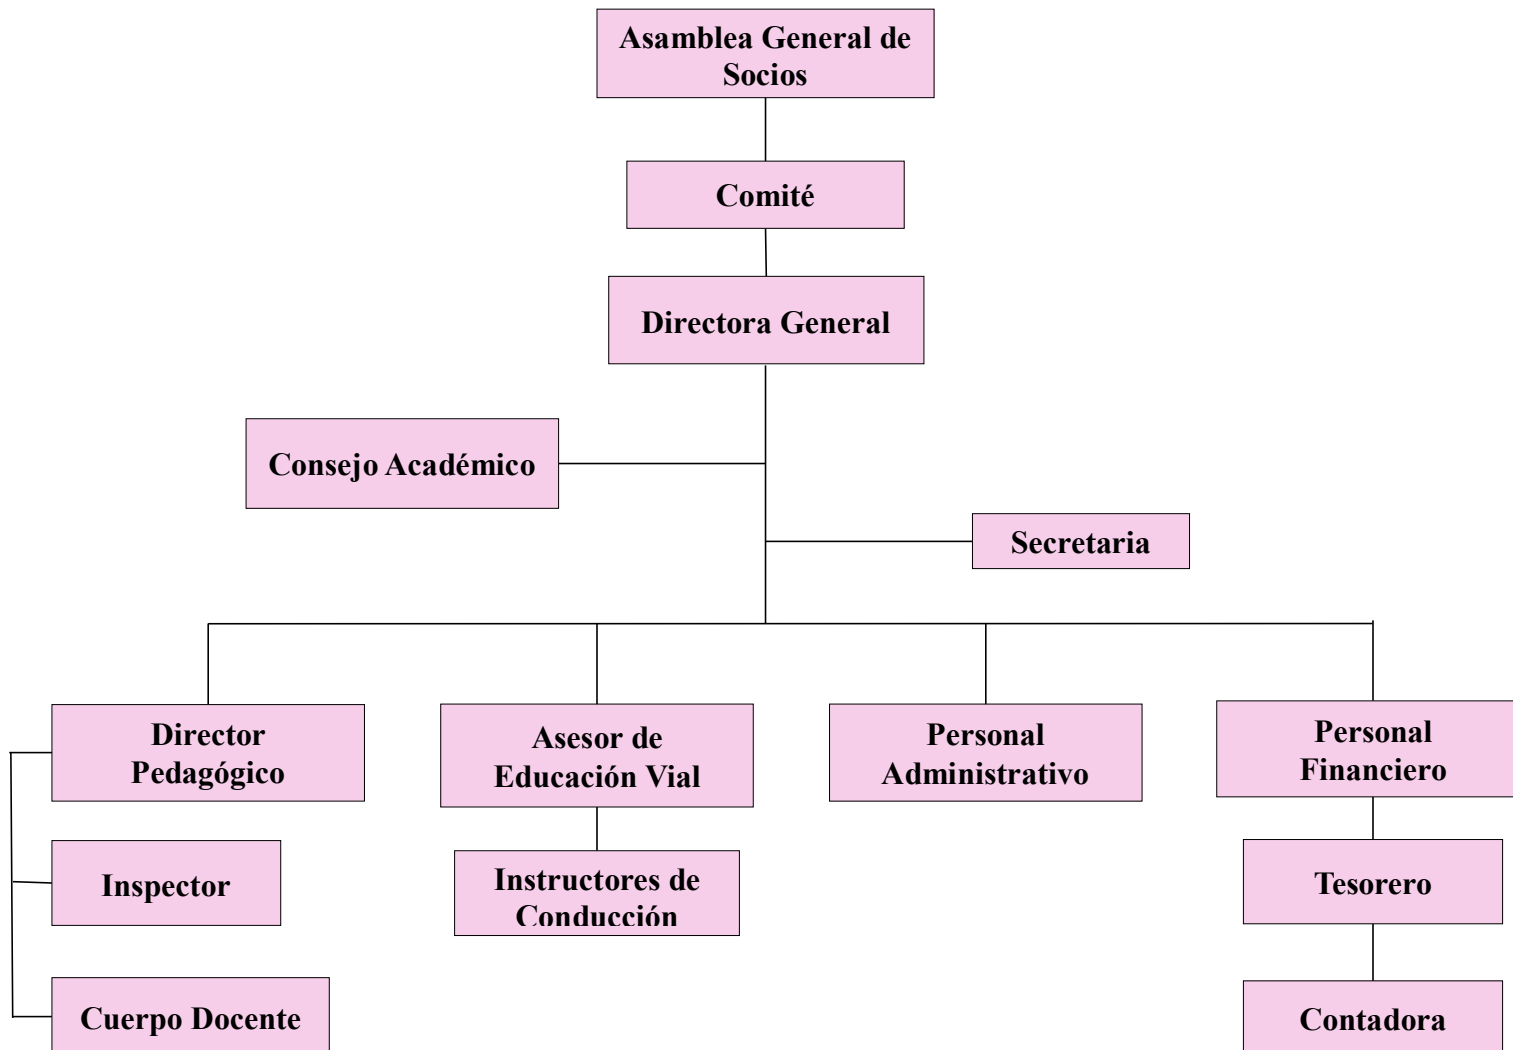 Asamblea General de
Socios
Comité
Directora General
Consejo Académico
Secretaria
Director
Pedagógico
Asesor de
Educación Vial
Personal
Administrativo
Personal
Financiero
Inspector
Instructores de
Conducción
Tesorero
Cuerpo Docente
Contadora